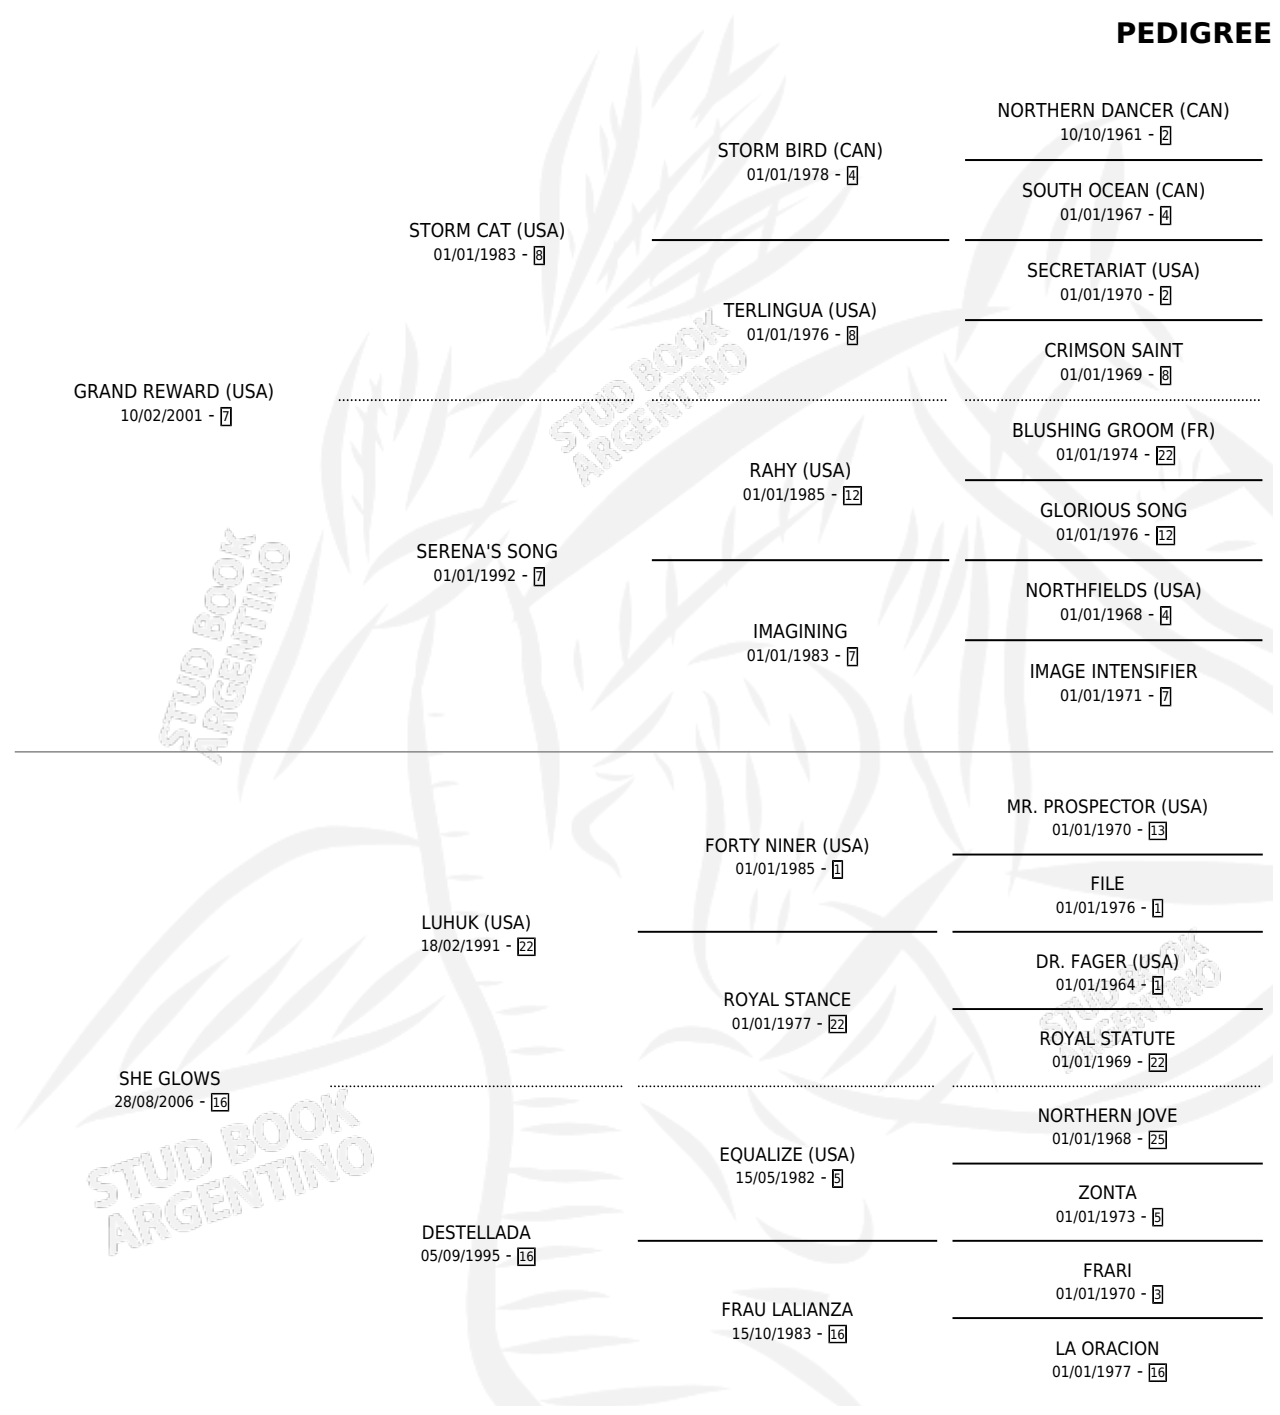 PEDIGREE
NORTHERN DANCER (CAN)
10/10/1961 - 2
STORM BIRD (CAN)
01/01/1978 - 4
SOUTH OCEAN (CAN)
01/01/1967 - 4
STORM CAT (USA)
01/01/1983 - 8
SECRETARIAT (USA)
01/01/1970 - 2
TERLINGUA (USA)
01/01/1976 - 8
CRIMSON SAINT
01/01/1969 - 8
GRAND REWARD (USA)
10/02/2001 - 7
BLUSHING GROOM (FR)
01/01/1974 - 22
RAHY (USA)
01/01/1985 - 12
GLORIOUS SONG
01/01/1976 - 12
SERENA'S SONG
01/01/1992 - 7
NORTHFIELDS (USA)
01/01/1968 - 4
IMAGINING
01/01/1983 - 7
IMAGE INTENSIFIER
01/01/1971 - 7
MR. PROSPECTOR (USA)
01/01/1970 - 13
FORTY NINER (USA)
01/01/1985 - 1
FILE
01/01/1976 - 1
LUHUK (USA)
18/02/1991 - 22
DR. FAGER (USA)
01/01/1964 - 1
ROYAL STANCE
01/01/1977 - 22
ROYAL STATUTE
01/01/1969 - 22
SHE GLOWS
28/08/2006 - 16
NORTHERN JOVE
01/01/1968 - 25
EQUALIZE (USA)
15/05/1982 - 5
ZONTA
01/01/1973 - 5
DESTELLADA
05/09/1995 - 16
FRARI
01/01/1970 - 3
FRAU LALIANZA
15/10/1983 - 16
LA ORACION
01/01/1977 - 16
STUD BOOK
ARGENTINO
STUD BOOK
ARGENTINO
STUD BOOK
ARGENTINO
STUD BOOK
ARGENTINO